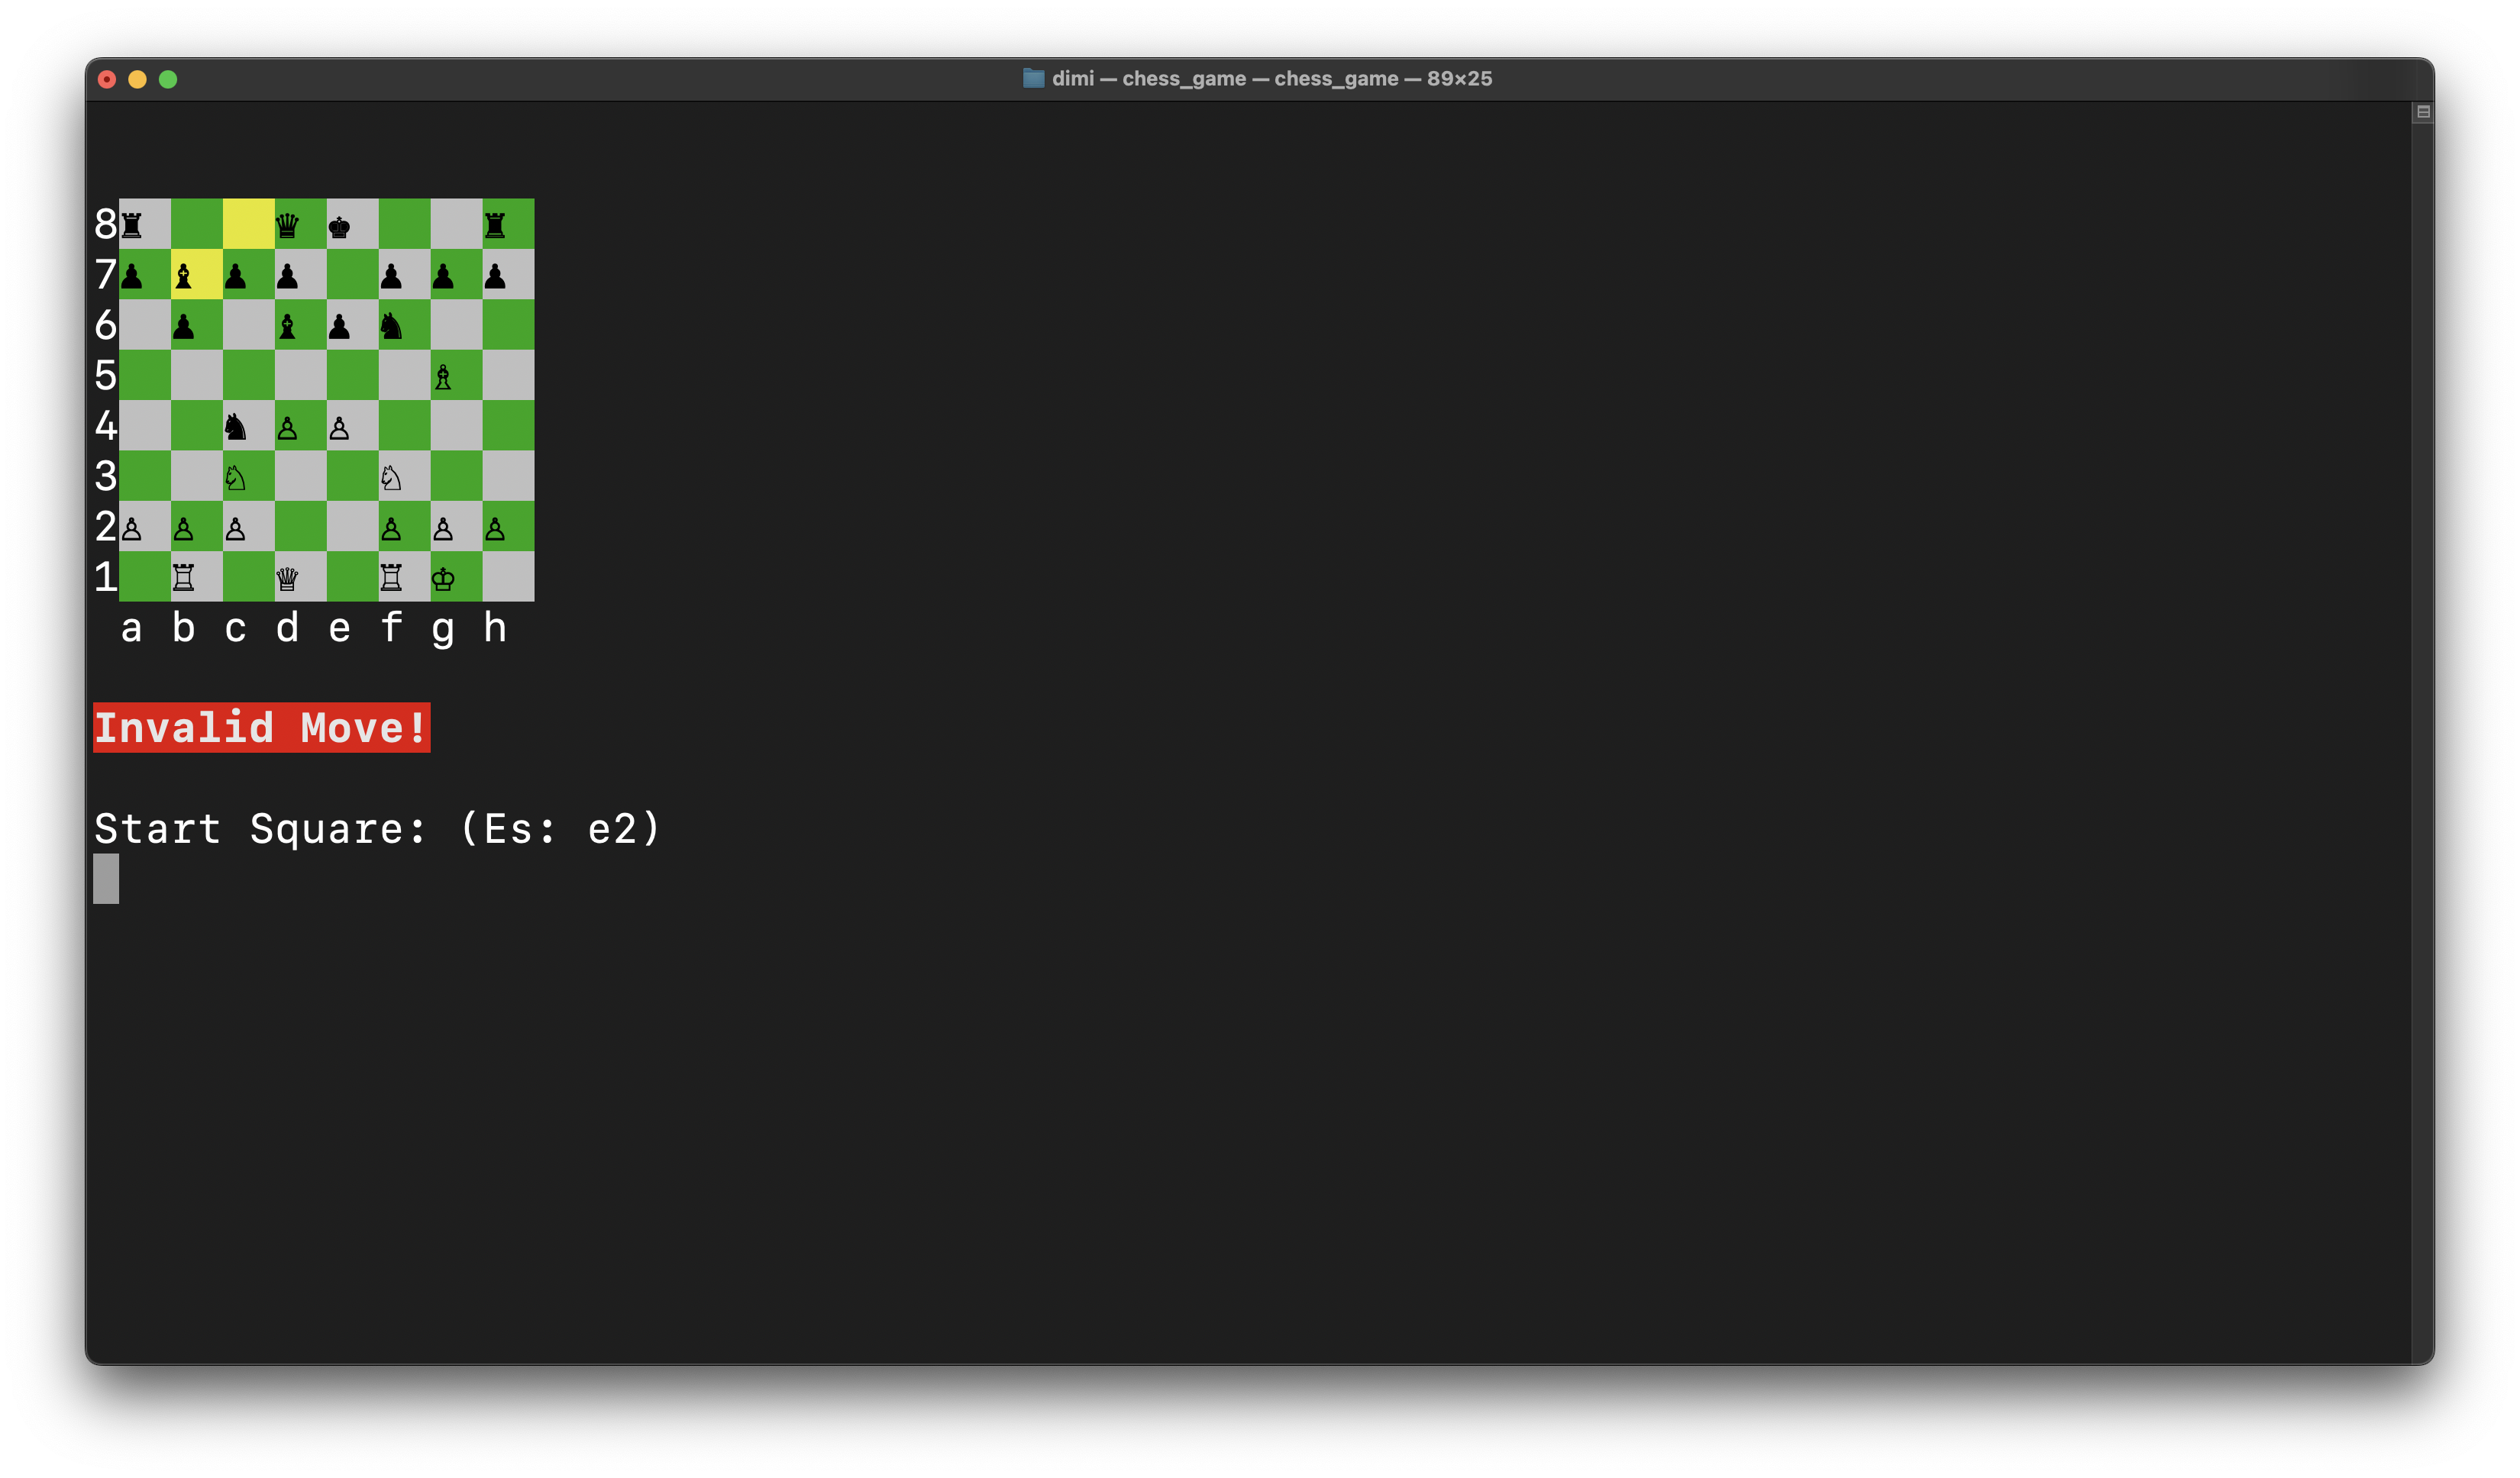 dimi — chess_game — chess_game — 89×25
8
7
6
5
4
3
2
1
a b c d e f g h
Invalid Move!
Start Square: (Es: e2)